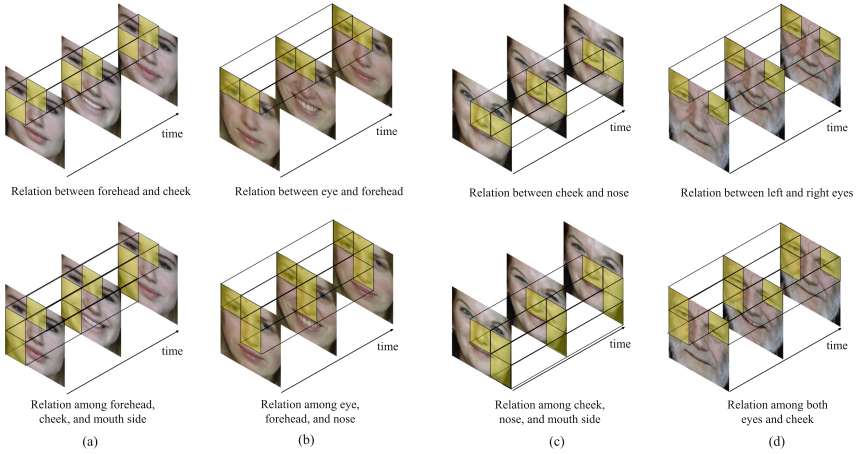 time
time
time
time
Relation between forehead and cheek
Relation between eye and forehead
Relation between cheek and nose
Relation between left and right eyes
time
time
time
time
Relation among forehead,
cheek, and mouth side
Relation among eye,
forehead, and nose
Relation among cheek,
nose, and mouth side
Relation among both
eyes and cheek
(a)
(b)
(c)
(d)